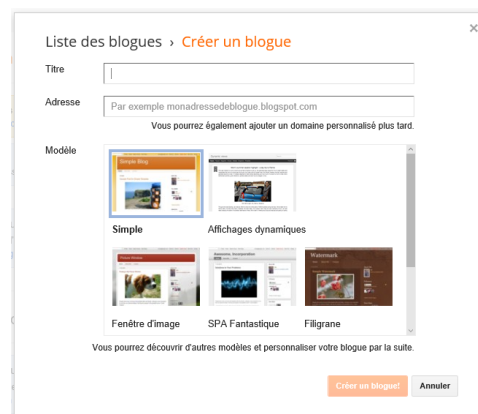 Liste des blogues › Créer un blogue
Titre
Adresse
Par exemple monadressedeblogue.blogspot.com
Vous pourrez également ajouter un domaine personnalisé plus tard.
Modèle
Simple Blog
Simple
Affichages dynamiques
Watermark
Fenêtre d'image
SPA Fantastique
Filigrane
Vous pourrez découvrir d'autres modèles et personnaliser votre blogue par la suite.
Créer un blogue!
Annuler